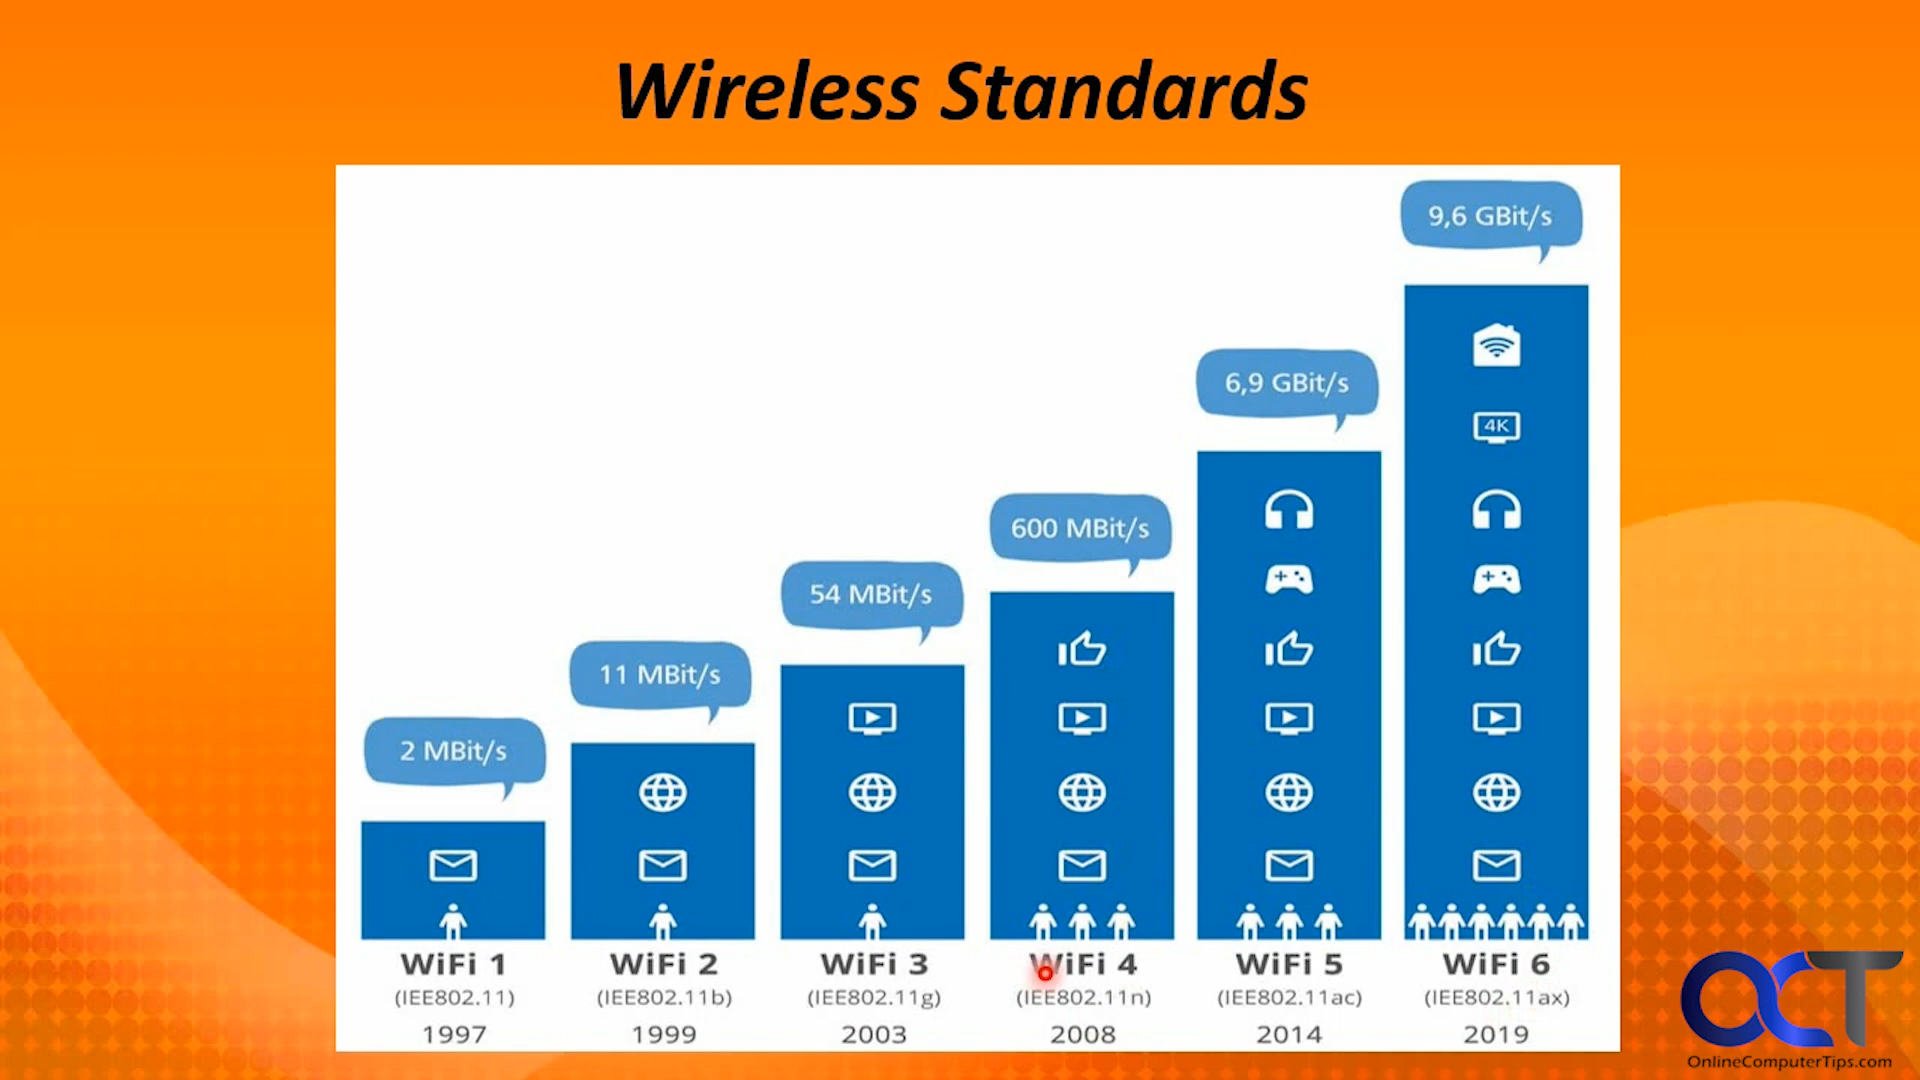 Wireless Standards
9,6 GBit/s
6,9 GBit/s
600 MBit/s
54 MBit/s
11 MBit/s
2 MBit/s
4K
WiFi 1 WiFi 2 WiFi 3 WiFi 4 WiFi 5 WiFi 6
(IEE802.11) (IEE802.11b) (IEE802.11g) (IEE802.11n) (IEE802.11ac) (IEE802.11ax)
1997 1999 2003 2008 2014 2019
OCT
OnlineComputerTips.com